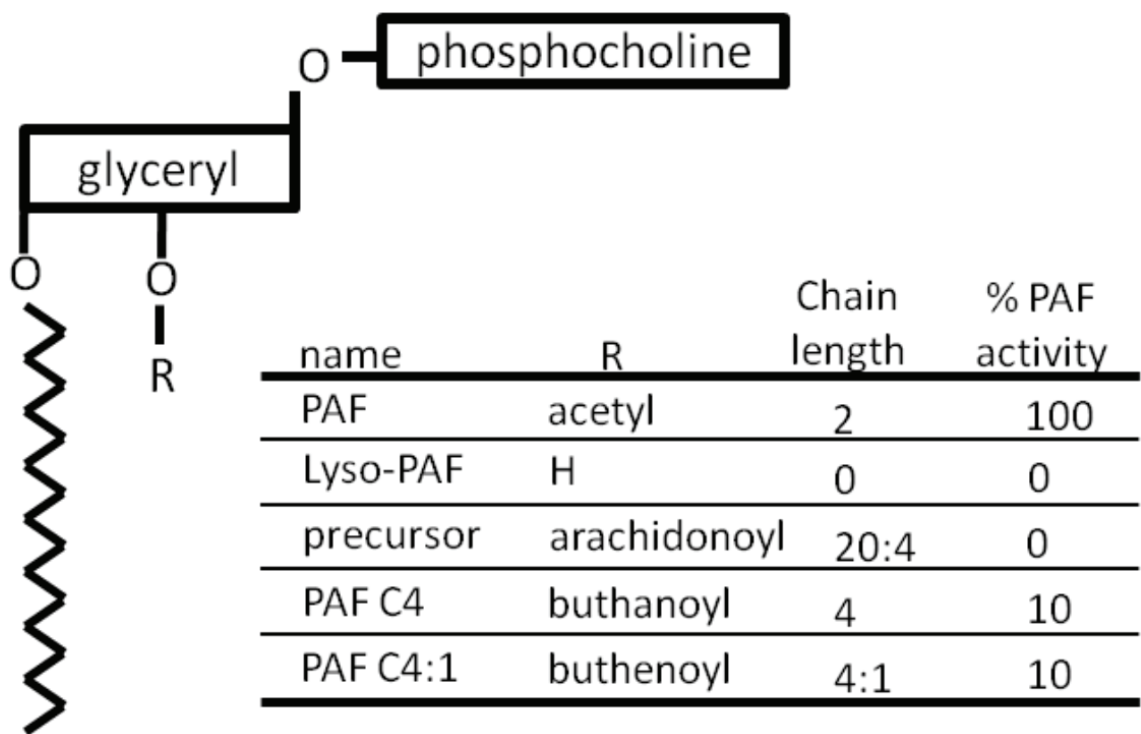 O
phosphocholine
glyceryl
O
O
R
Chain % PAF
name R length activity
PAF acetyl 2 100
Lyso-PAF H 0 0
precursor arachidonoyl 20:4 0
PAF C4 buthanoyl 4 10
PAF C4:1 buthenoyl 4:1 10